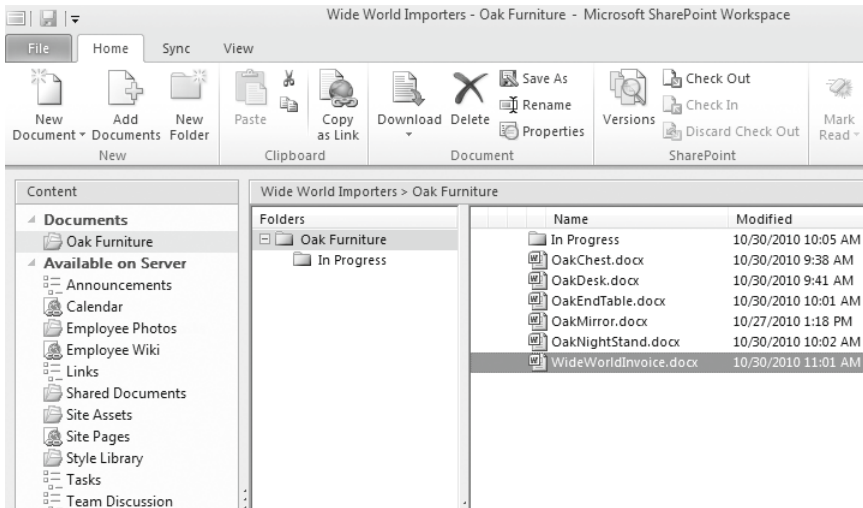 Wide World Importers - Oak Furniture - Microsoft SharePoint Workspace
File Home Sync View
New Document
Add Documents
New Folder
New
Paste
Copy as Link
Clipboard
Download
Delete
Save As
Rename
Properties
Document
Versions
Check Out
Check In
Discard Check Out
SharePoint
Mark Read
Content
Documents
Oak Furniture
Available on Server
Announcements
Calendar
Employee Photos
Employee Wiki
Links
Shared Documents
Site Assets
Site Pages
Style Library
Tasks
Team Discussion
Wide World Importers > Oak Furniture
Folders
Oak Furniture
In Progress
Name Modified
In Progress 10/30/2010 10:05 AM
OakChest.docx 10/30/2010 9:38 AM
OakDesk.docx 10/30/2010 9:41 AM
OakEndTable.docx 10/30/2010 10:01 AM
OakMirror.docx 10/27/2010 1:18 PM
OakNightStand.docx 10/30/2010 10:02 AM
WideWorldInvoice.docx 10/30/2010 11:01 AM